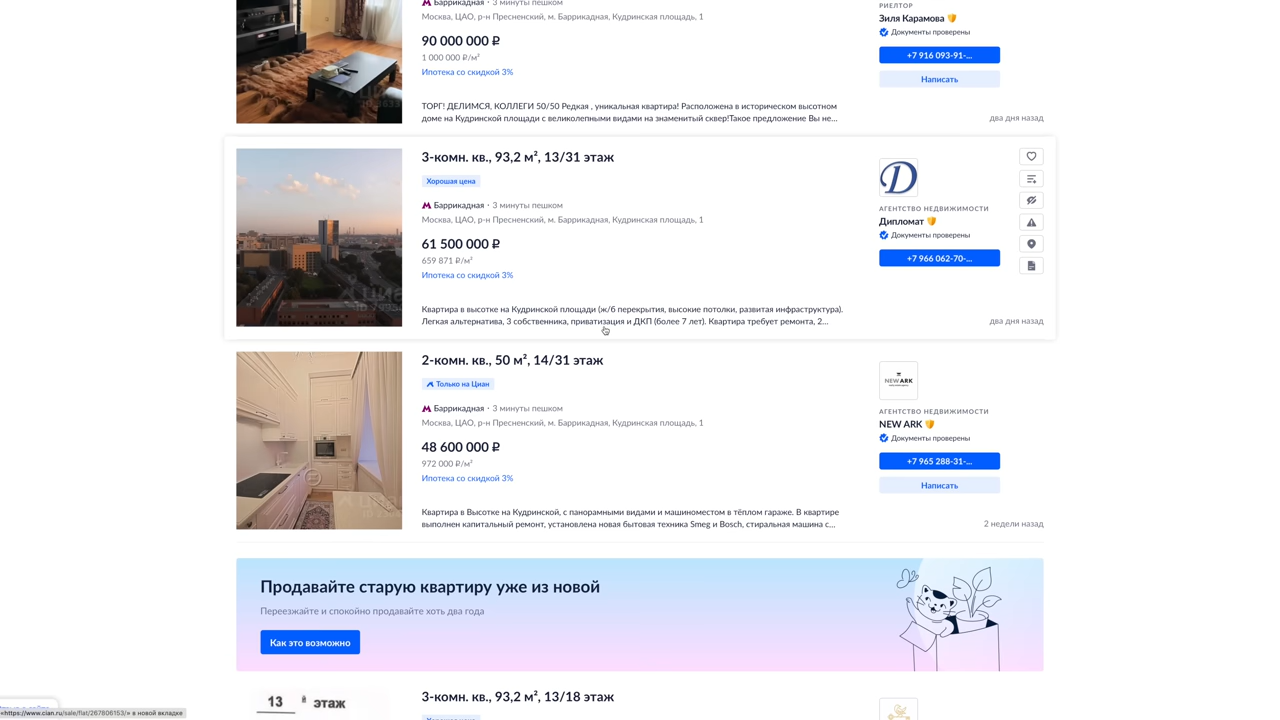 Баррикадная · 3 минуты пешком
Москва, ЦАО, р-н Пресненский, м. Баррикадная, Кудринская площадь, 1
90 000 000 ₽
1 000 000 ₽/м²
Ипотека со скидкой 3%
ТОРГ! ДЕЛИМСЯ, КОЛЛЕГИ 50/50 Редкая , уникальная квартира! Расположена в историческом высотном
доме на Кудринской площади с великолепными видами на знаменитый сквер!Такое предложение Вы не...
РИЕЛТОР
Зиля Карамова
Документы проверены
+7 916 093-91-...
Написать
два дня назад
3-комн. кв., 93,2 м², 13/31 этаж
Хорошая цена
Баррикадная · 3 минуты пешком
Москва, ЦАО, р-н Пресненский, м. Баррикадная, Кудринская площадь, 1
61 500 000 ₽
659 871 ₽/м²
Ипотека со скидкой 3%
Квартира в высотке на Кудринской площади (ж/б перекрытия, высокие потолки, развитая инфраструктура).
Легкая альтернатива, 3 собственника, приватизация и ДКП (более 7 лет). Квартира требует ремонта, 2...
D
АГЕНТСТВО НЕДВИЖИМОСТИ
Дипломат
Документы проверены
+7 966 062-70-...
два дня назад
2-комн. кв., 50 м², 14/31 этаж
Только на Циан
Баррикадная · 3 минуты пешком
Москва, ЦАО, р-н Пресненский, м. Баррикадная, Кудринская площадь, 1
48 600 000 ₽
972 000 ₽/м²
Ипотека со скидкой 3%
Квартира в Высотке на Кудринской, с панорамными видами и машиноместом в тёплом гараже. В квартире
выполнен капитальный ремонт, установлена новая бытовая техника Smeg и Bosch, стиральная машина с...
NEW ARK
АГЕНТСТВО НЕДВИЖИМОСТИ
NEW ARK
Документы проверены
+7 965 288-31-...
Написать
2 недели назад
Продавайте старую квартиру уже из новой
Переезжайте и спокойно продавайте хоть два года
Как это возможно
13 й этаж
3-комн. кв., 93,2 м², 13/18 этаж
«https://www.cian.ru/sale/flat/267806153/» в новой вкладке